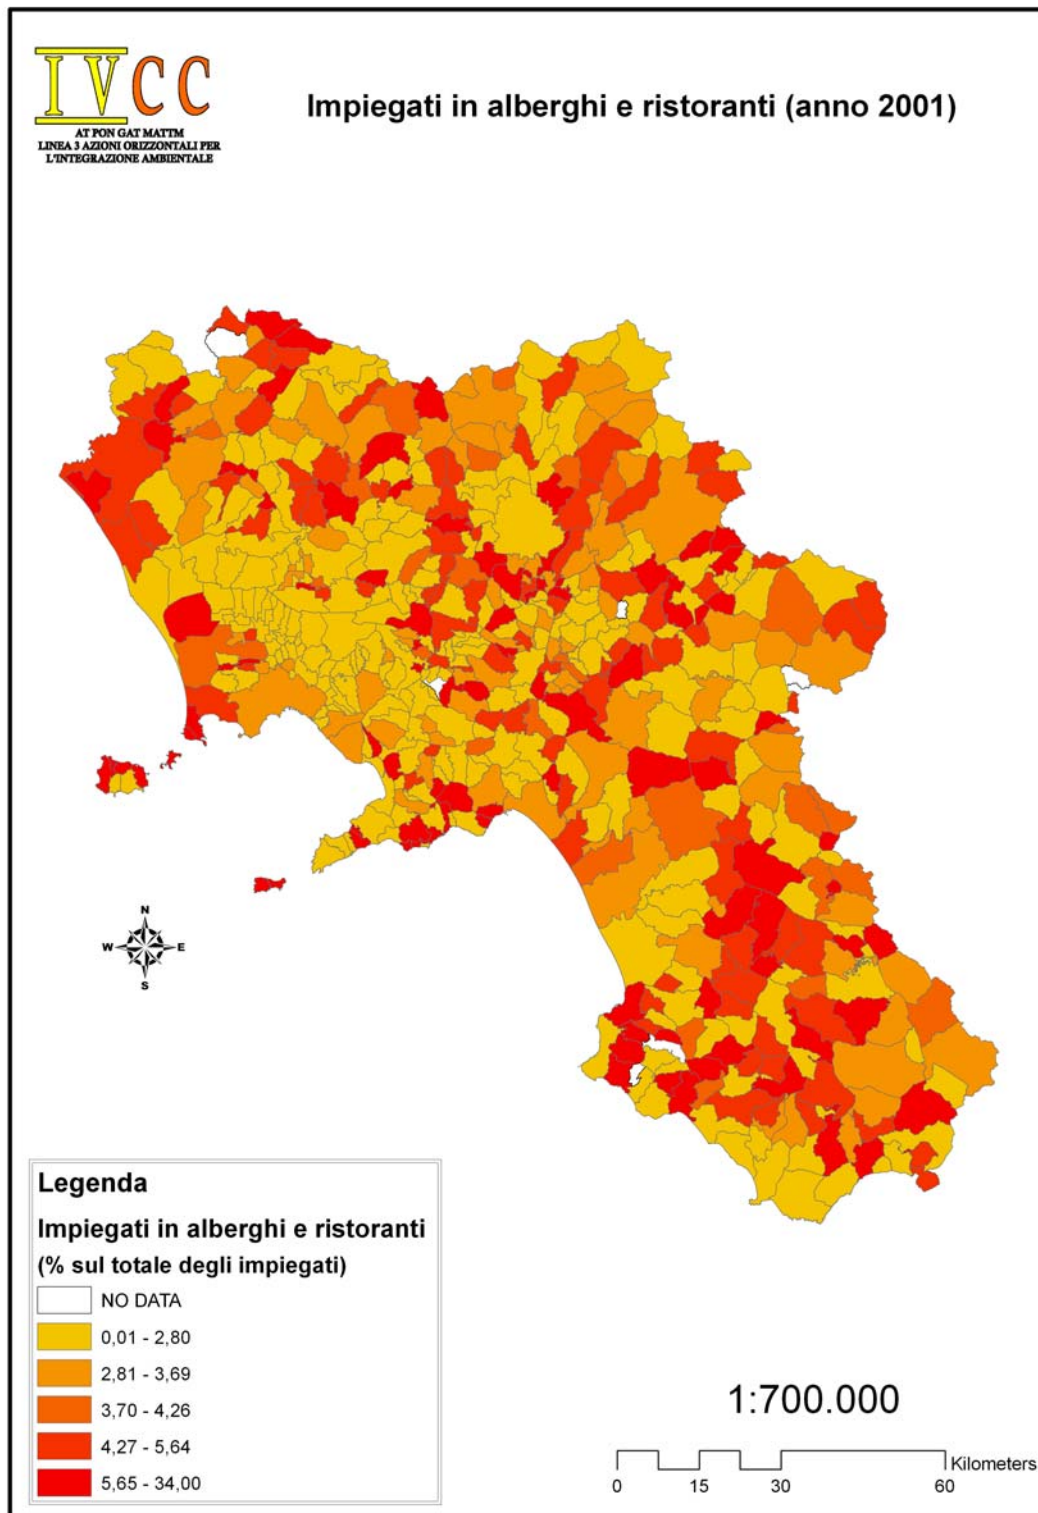 IVCC
AT PON GAT MATTM
LINEA 3 AZIONI ORIZZONTALI PER
L'INTEGRAZIONE AMBIENTALE
Impiegati in alberghi e ristoranti (anno 2001)
N
W E
S
Legenda
Impiegati in alberghi e ristoranti
(% sul totale degli impiegati)
NO DATA
0,01 - 2,80
2,81 - 3,69
3,70 - 4,26
4,27 - 5,64
5,65 - 34,00
1:700.000
Kilometers
0 15 30 60